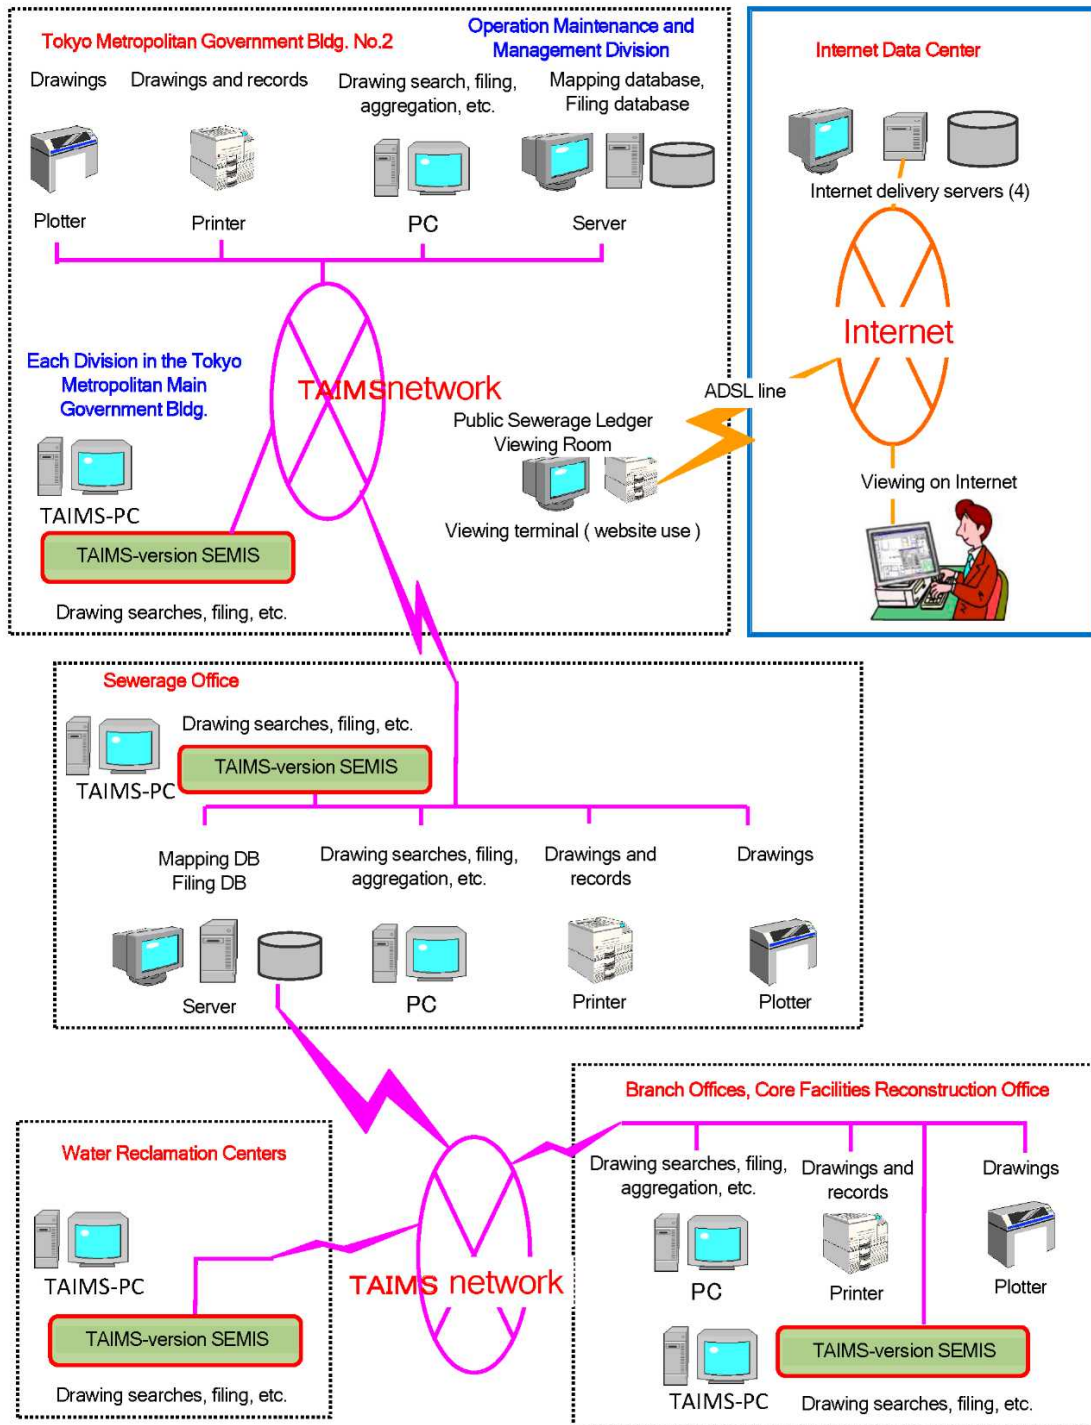 Tokyo Metropolitan Government Bldg. No.2
Operation Maintenance and
Management Division
Drawings
Drawings and records
Drawing search, filing,
aggregation, etc.
Mapping database,
Filing database
Plotter
Printer
PC
Server
Each Division in the Tokyo
Metropolitan Main
Government Bldg.
TAIMSnetwork
TAIMS-PC
TAIMS-version SEMIS
Drawing searches, filing, etc.
Public Sewerage Ledger
Viewing Room
Viewing terminal ( website use )
ADSL line
Internet Data Center
Internet delivery servers (4)
Internet
Viewing on Internet
Sewerage Office
Drawing searches, filing, etc.
TAIMS-version SEMIS
TAIMS-PC
Mapping DB
Filing DB
Drawing searches, filing,
aggregation, etc.
Drawings and
records
Drawings
Server
PC
Printer
Plotter
Water Reclamation Centers
TAIMS-PC
TAIMS-version SEMIS
Drawing searches, filing, etc.
TAIMS network
Branch Offices, Core Facilities Reconstruction Office
Drawing searches, filing,
aggregation, etc.
Drawings and
records
Drawings
PC
Printer
Plotter
TAIMS-version SEMIS
TAIMS-PC
Drawing searches, filing, etc.